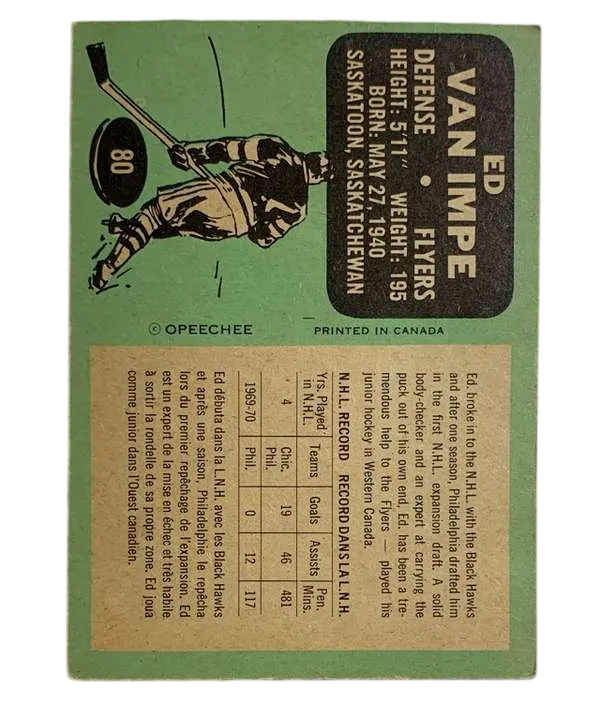 ED
VAN IMPE
DEFENSE • FLYERS
HEIGHT: 5'11" WEIGHT: 195
BORN: MAY 27, 1940
SASKATOON, SASKATCHEWAN
80
© OPEECHEE
PRINTED IN CANADA
Ed. broke in to the N.H.L. with the Black Hawks
and after one season, Philadelphia drafted him
in the first N.H.L. expansion draft. A solid
body-checker and an expert at carrying the
puck out of his own end, Ed. has been a tre-
mendous help to the Flyers — played his
junior hockey in Western Canada.
N.H.L. RECORD RECORD DANS LA L.N.H.
Yrs. Played in N.H.L. Teams Goals Assists Pen. Mins.
4 Chic. Phil. 19 46 481
1969-70 Phil. 0 12 117
Ed débuta dans la L.N.H. avec les Black Hawks
et après une saison, Philadelphie le repêcha
lors du premier repêchage de l'expansion. Ed
est un expert de la mise en échec et très habile
à sortir la rondelle de sa propre zone. Ed joua
comme junior dans l'Ouest canadien.